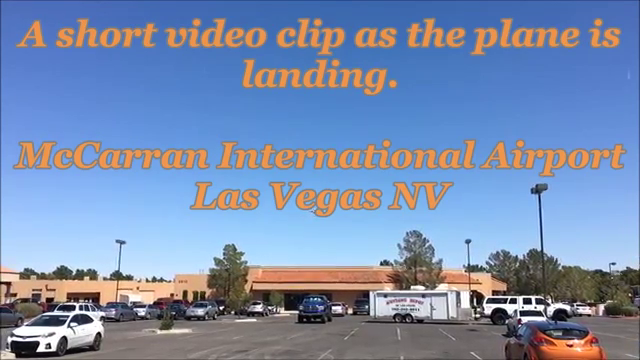 A short video clip as the plane is
landing.
McCarran International Airport
Las Vegas NV